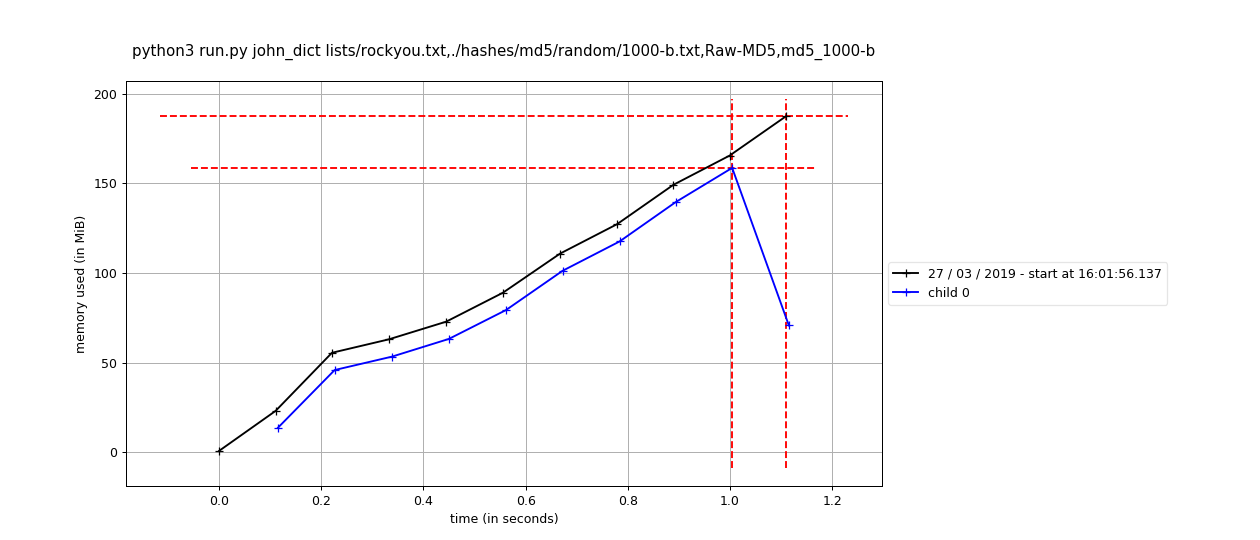 python3 run.py john_dict lists/rockyou.txt,./hashes/md5/random/1000-b.txt,Raw-MD5,md5_1000-b
200
150
100
50
0
memory used (in MiB)
0.0 0.2 0.4 0.6 0.8 1.0 1.2
time (in seconds)
27 / 03 / 2019 - start at 16:01:56.137
child 0